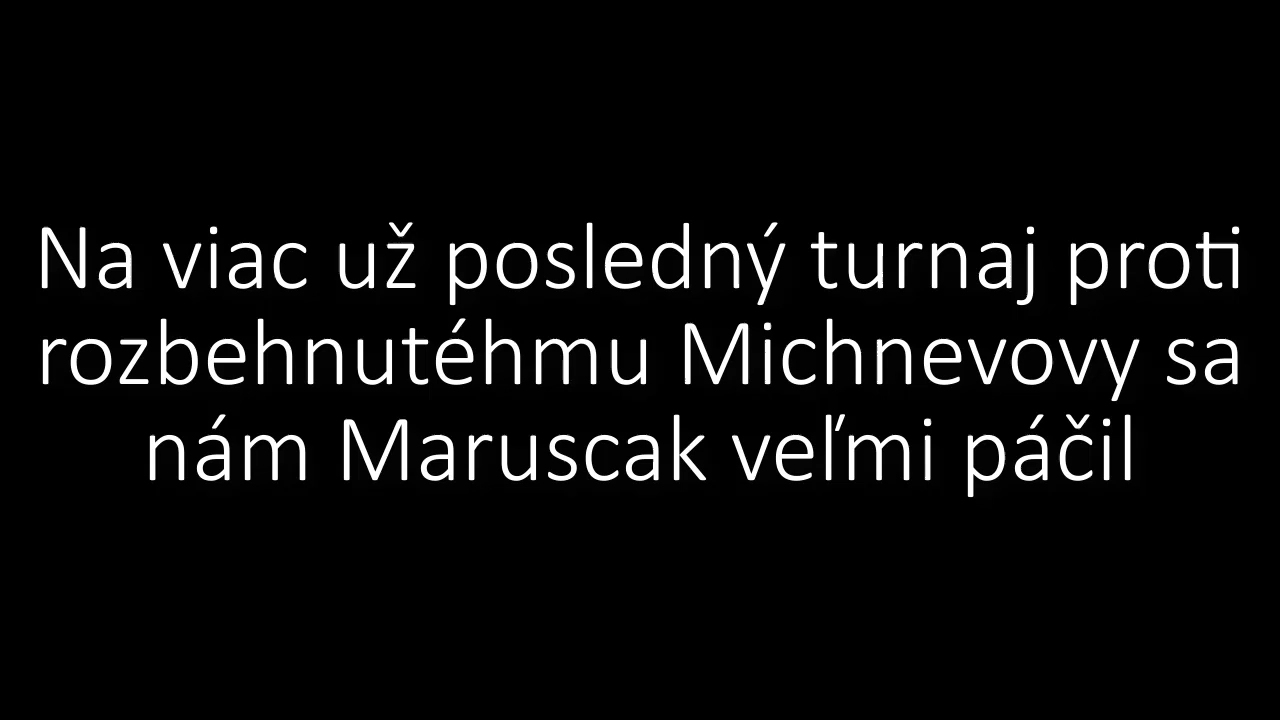 Na viac už posledný turnaj proti
rozbehnutéhmu Michnevovy sa
nám Maruscak veľmi páčil